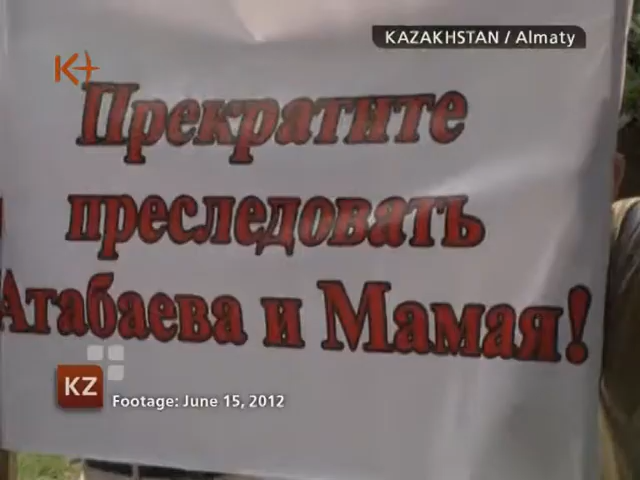 KAZAKHSTAN / Almaty
K+
Прекратите
преследовать
Атабаева и Мамая!
KZ
Footage: June 15, 2012